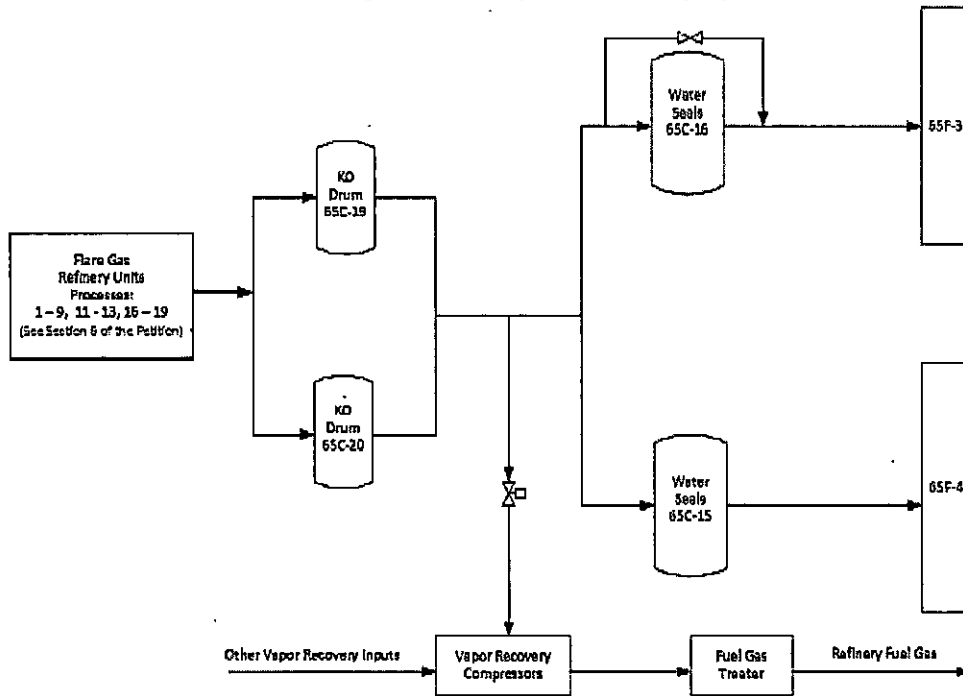 Water
Seals
65C-16
65F-3
KO
Drum
65C-19
Flare Gas
Refinery Units
Processes:
1 – 9, 11 - 13, 16 – 19
(See Section 6 of the Petition)
KO
Drum
65C-20
Water
Seals
65C-15
65F-4
Other Vapor Recovery Inputs
Vapor Recovery
Compressors
Fuel Gas
Treater
Refinery Fuel Gas